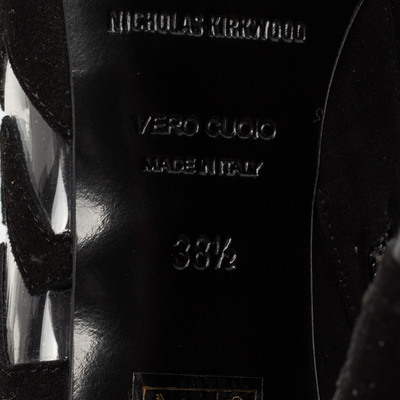 NICHOLAS KIRKWOOD
VERO CUOIO
MADE IN ITALY
38½